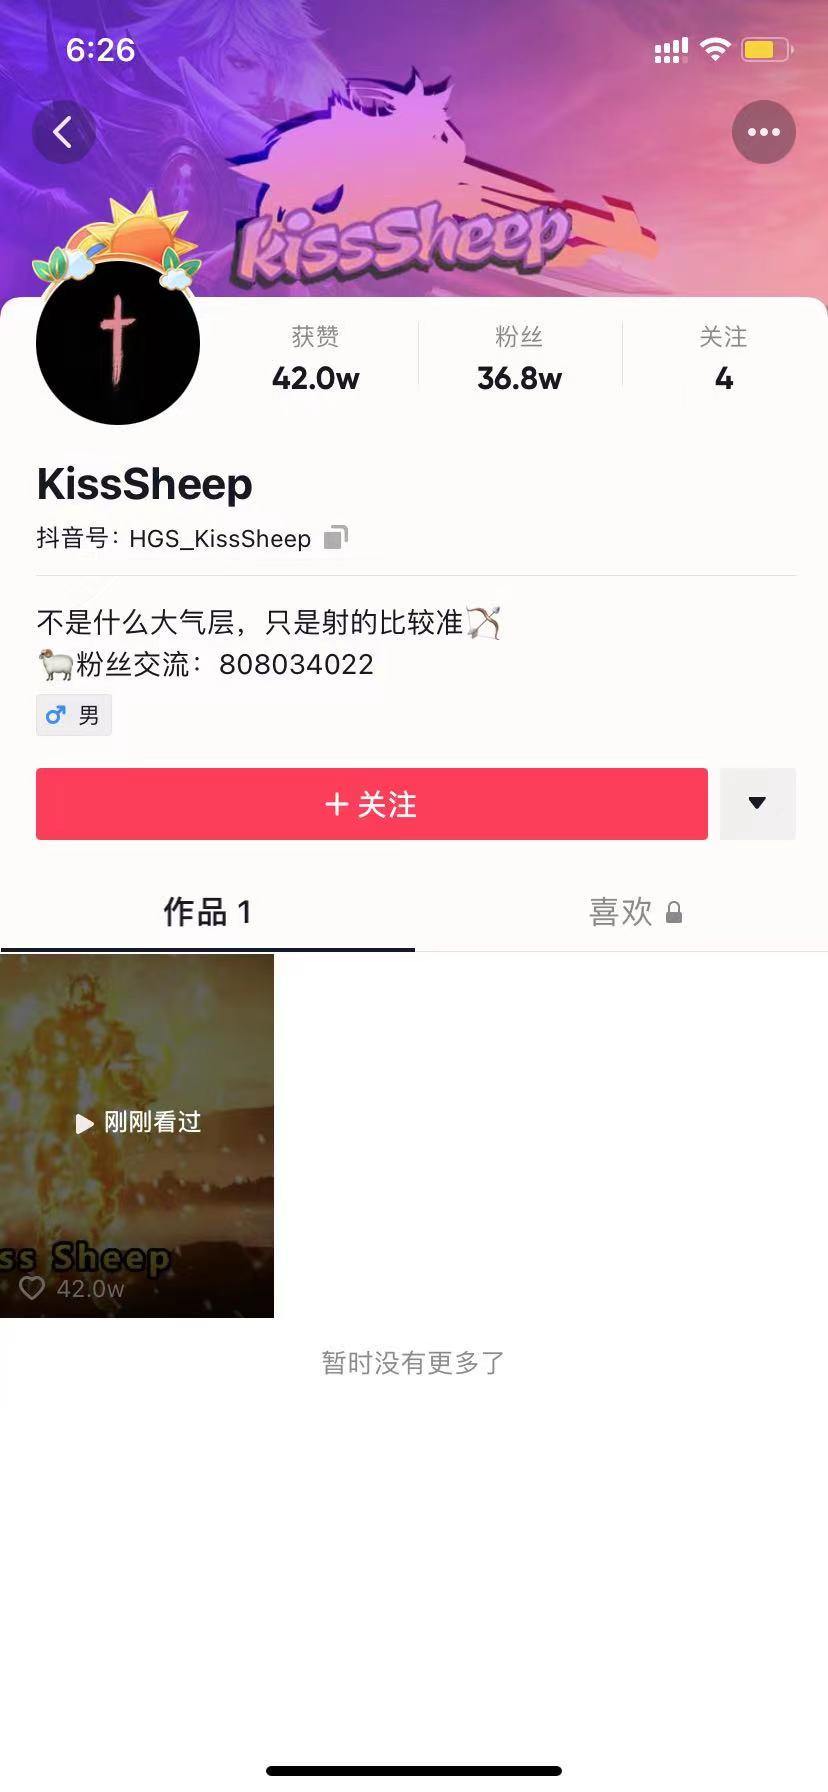 6:26
kissSheep
获赞
粉丝
关注
42.0w
36.8w
4
KissSheep
抖音号：HGS_KissSheep
不是什么大气层，只是射的比较准🏹
🐏粉丝交流：808034022
♂ 男
+ 关注
作品 1
喜欢
刚刚看过
ss Sheep
42.0w
暂时没有更多了